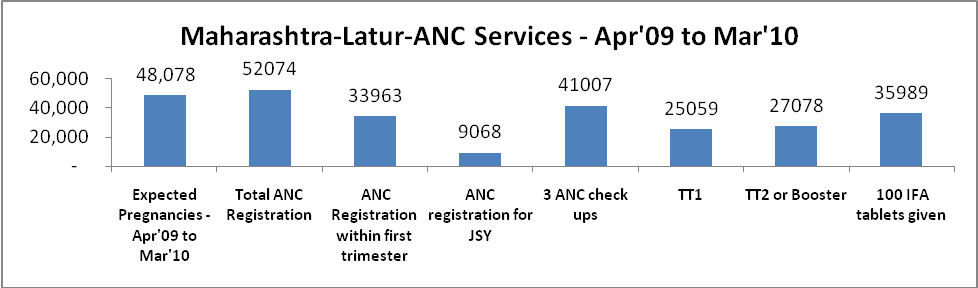 Maharashtra-Latur-ANC Services - Apr'09 to Mar'10
60,000
40,000
20,000
-
48,078
52074
33963
9068
41007
25059
27078
35989
Expected
Pregnancies -
Apr'09 to
Mar'10
Total ANC
Registration
ANC
Registration
within first
trimester
ANC
registration for
JSY
3 ANC check
ups
TT1
TT2 or Booster
100 IFA
tablets given